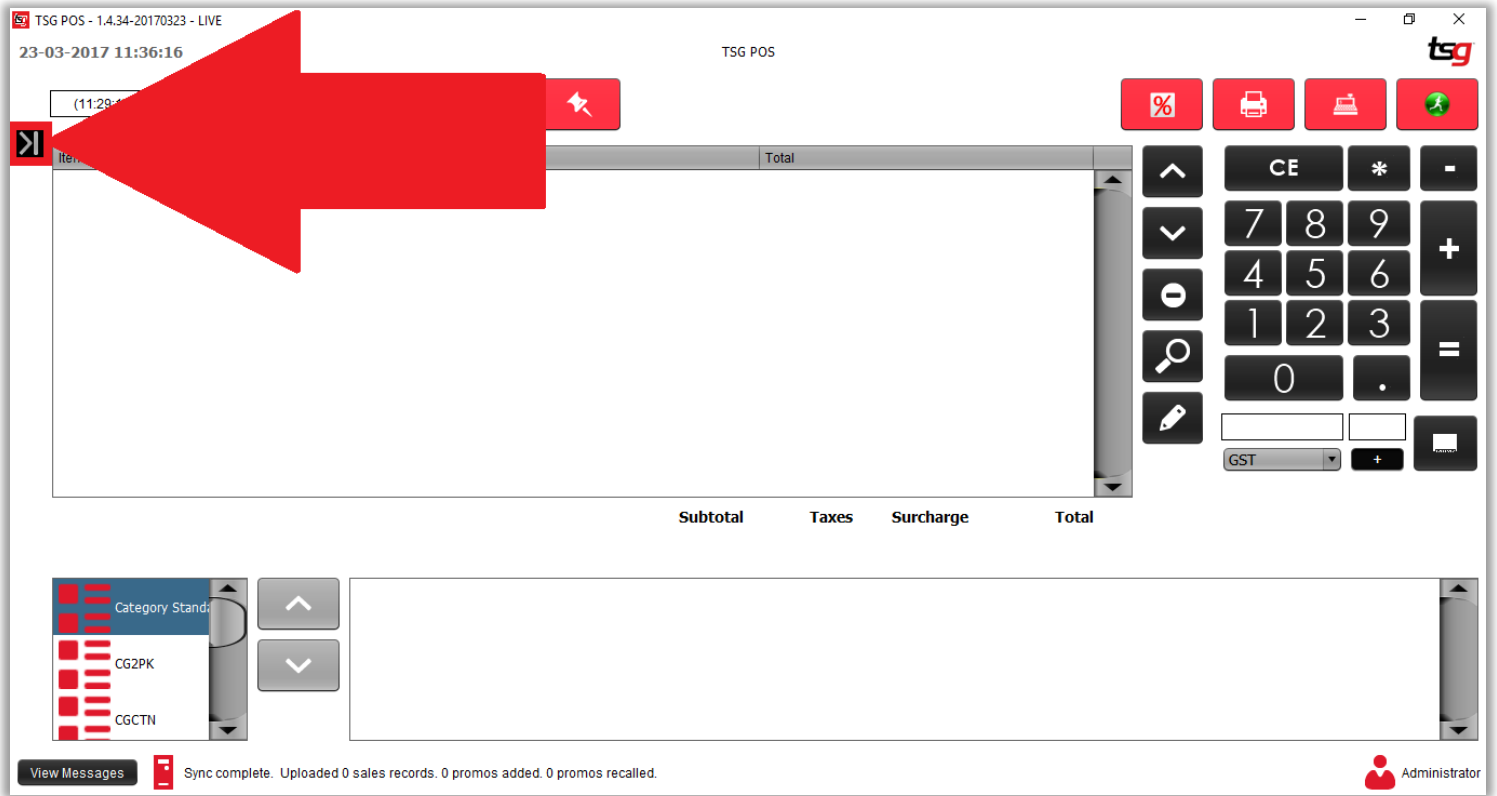 TSG POS - 1.4.34-20170323 - LIVE
23-03-2017 11:36:16
TSG POS
tsg
%
Total
CE * -
7 8 9 +
4 5 6
1 2 3 =
0 .
GST +
Subtotal Taxes Surcharge Total
Category Standa
CG2PK
CGCTN
View Messages Sync complete. Uploaded 0 sales records. 0 promos added. 0 promos recalled. Administrator